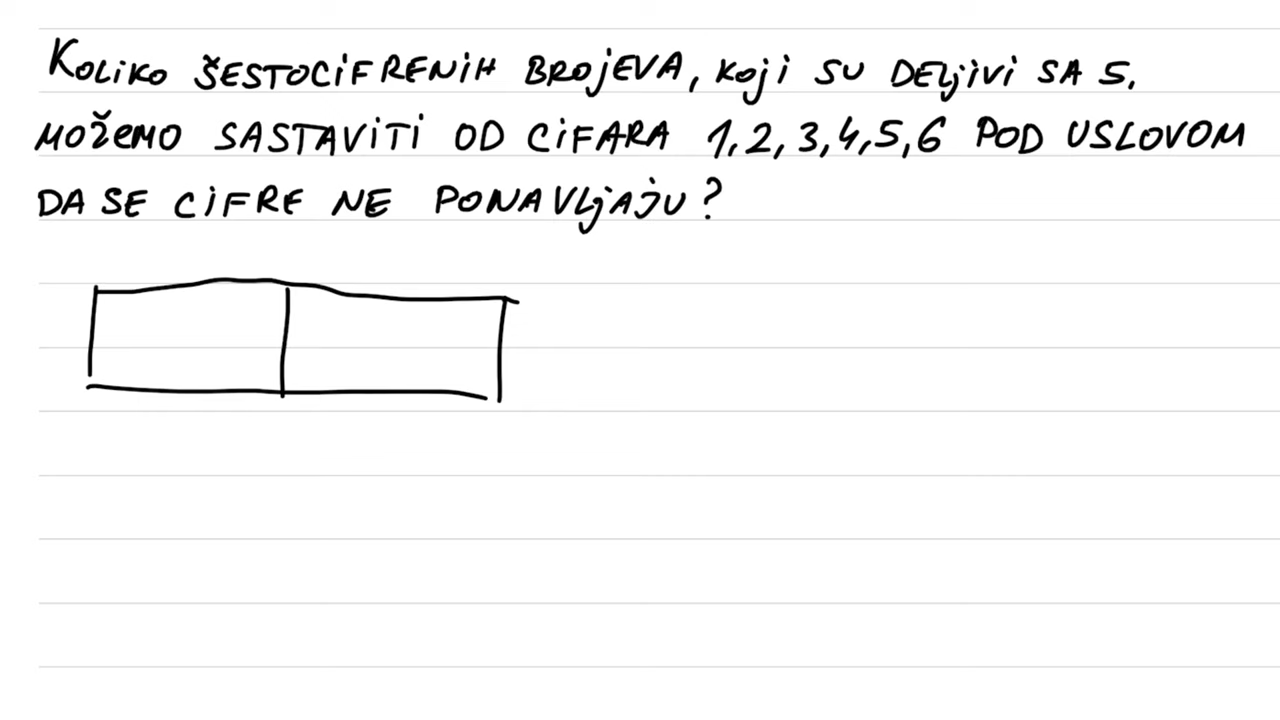 KOLIKO ŠESTOCIFRENIH BROJEVA, KOJI SU DELJIVI SA 5.
MOŽEMO SASTAVITI OD CIFARA 1,2,3,4,5,6 POD USLOVOM
DA SE CIFRE NE PONAVLJAJU?